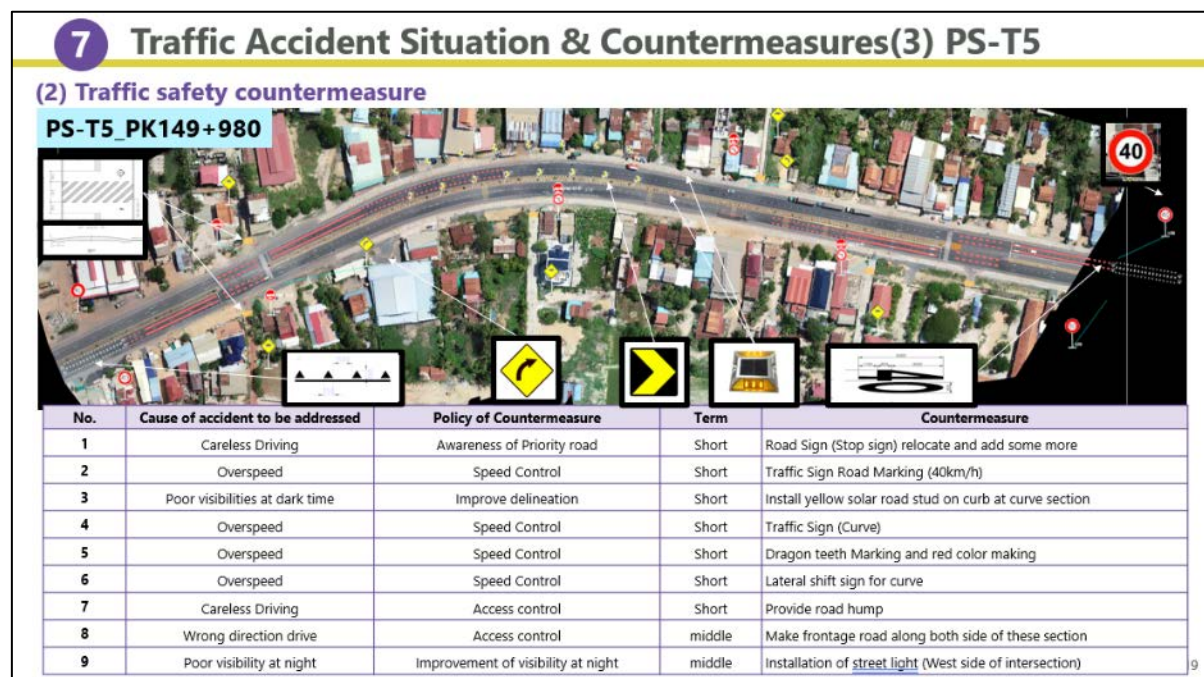 7 Traffic Accident Situation & Countermeasures(3) PS-T5
(2) Traffic safety countermeasure
PS-T5_PK149+980
40
No. Cause of accident to be addressed Policy of Countermeasure Term Countermeasure
1 Careless Driving Awareness of Priority road Short Road Sign (Stop sign) relocate and add some more
2 Overspeed Speed Control Short Traffic Sign Road Marking (40km/h)
3 Poor visibilities at dark time Improve delineation Short Install yellow solar road stud on curb at curve section
4 Overspeed Speed Control Short Traffic Sign (Curve)
5 Overspeed Speed Control Short Dragon teeth Marking and red color making
6 Overspeed Speed Control Short Lateral shift sign for curve
7 Careless Driving Access control Short Provide road hump
8 Wrong direction drive Access control middle Make frontage road along both side of these section
9 Poor visibility at night Improvement of visibility at night middle Installation of street light (West side of intersection)